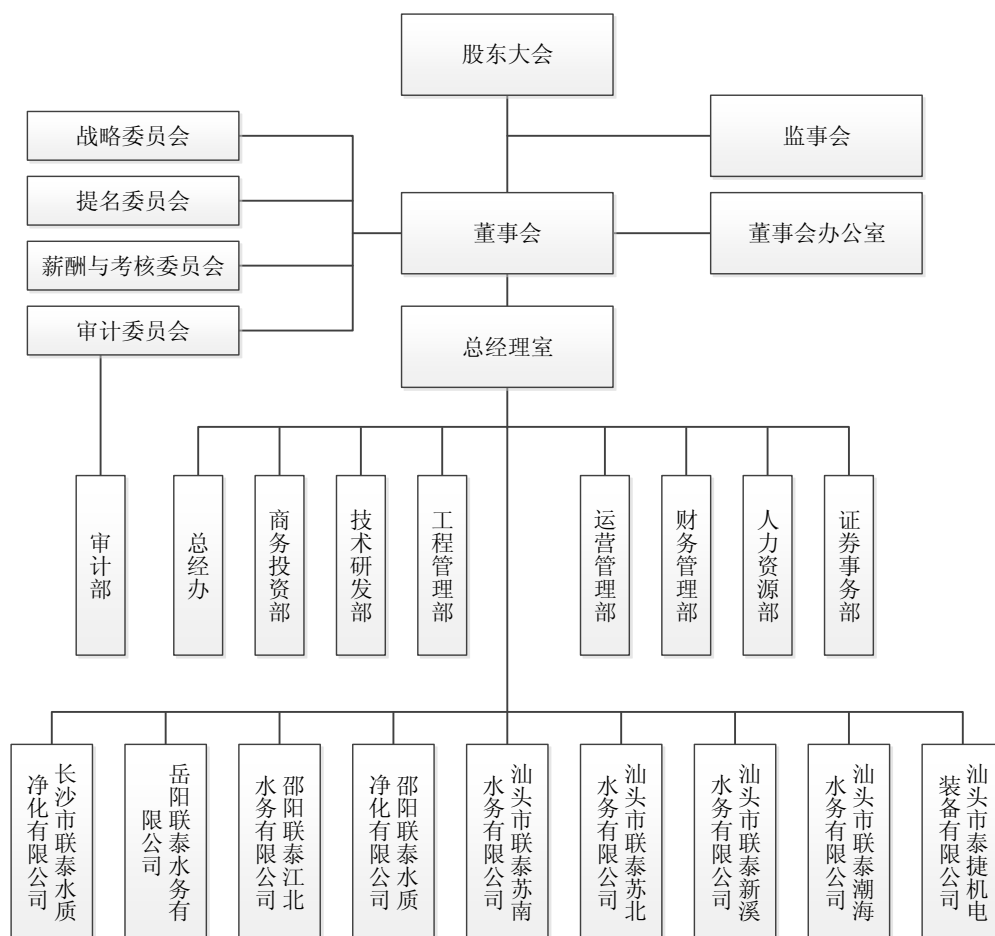 股东大会
战略委员会
监事会
提名委员会
董事会
董事会办公室
薪酬与考核委员会
审计委员会
总经理室
审计部
总经办
商务投资部
技术研发部
工程管理部
运营管理部
财务管理部
人力资源部
证券事务部
长沙市联泰水质
净化有限公司
岳阳联泰水务有
限公司
邵阳联泰江北
水务有限公司
邵阳联泰水质
净化有限公司
汕头市联泰苏南
水务有限公司
汕头市联泰苏北
水务有限公司
汕头市联泰新溪
水务有限公司
汕头市联泰潮海
水务有限公司
汕头市泰捷机电
装备有限公司